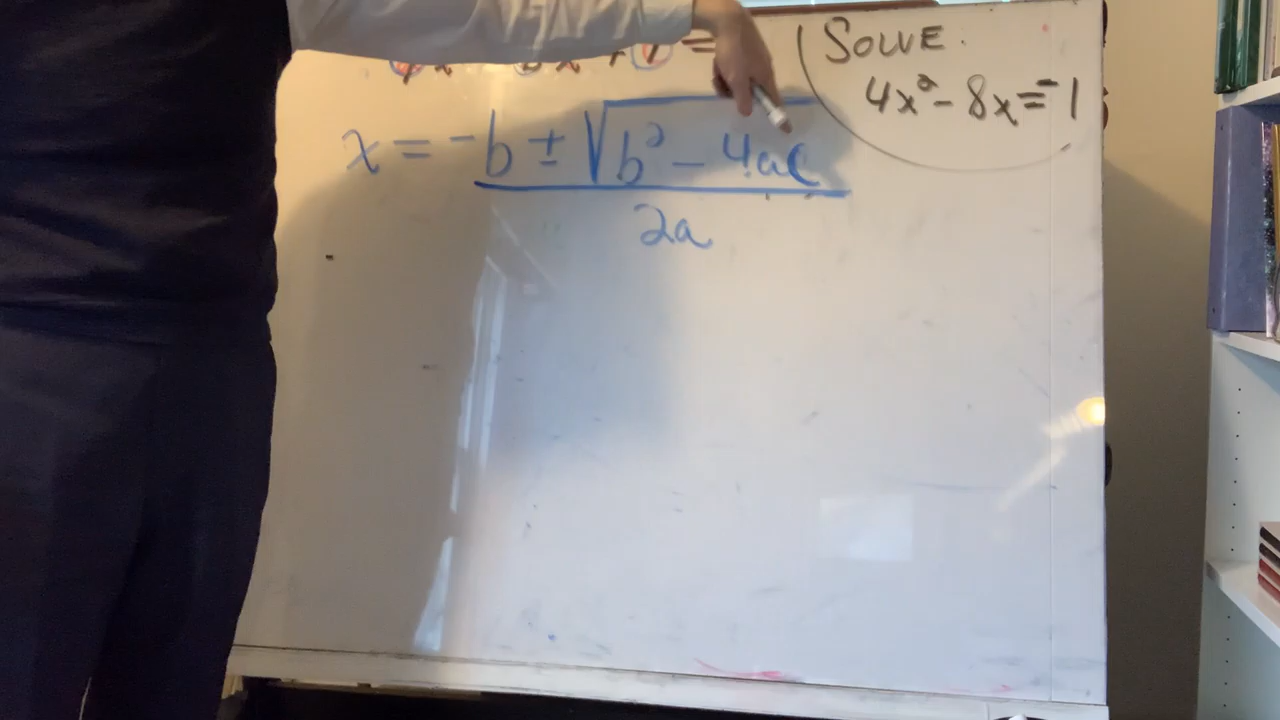 SOLVE.
4x² - 8x = -1
x = -b ± √b² - 4ac
2a